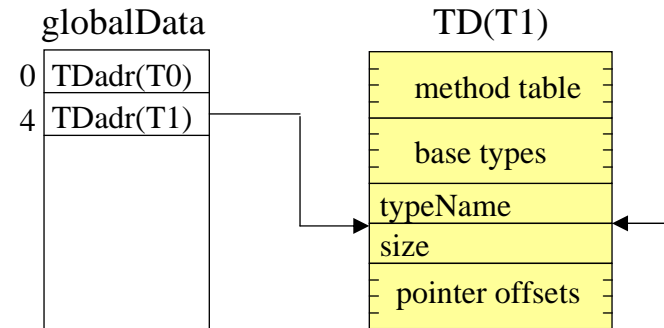 globalData
0 TDadr(T0)
4 TDadr(T1)
TD(T1)
method table
base types
typeName
size
pointer offsets